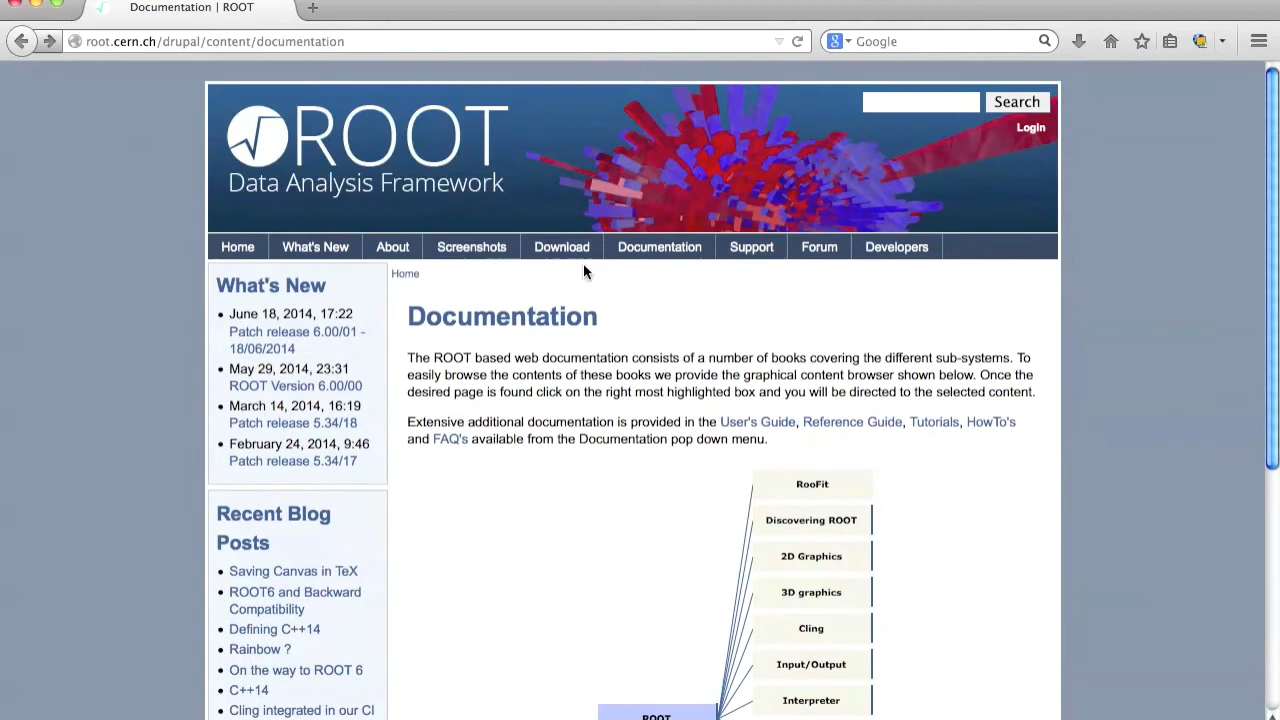 Documentation | ROOT
root.cern.ch/drupal/content/documentation
Google
ROOT
Data Analysis Framework
Search
Login
Home
What's New
About
Screenshots
Download
Documentation
Support
Forum
Developers
What's New
June 18, 2014, 17:22
Patch release 6.00/01 -
18/06/2014
May 29, 2014, 23:31
ROOT Version 6.00/00
March 14, 2014, 16:19
Patch release 5.34/18
February 24, 2014, 9:46
Patch release 5.34/17
Recent Blog
Posts
Saving Canvas in TeX
ROOT6 and Backward
Compatibility
Defining C++14
Rainbow ?
On the way to ROOT 6
C++14
Cling integrated in our CI
Home
Documentation
The ROOT based web documentation consists of a number of books covering the different sub-systems. To
easily browse the contents of these books we provide the graphical content browser shown below. Once the
desired page is found click on the right most highlighted box and you will be directed to the selected content.
Extensive additional documentation is provided in the User's Guide, Reference Guide, Tutorials, HowTo's
and FAQ's available from the Documentation pop down menu.
RooFit
Discovering ROOT
2D Graphics
3D graphics
Cling
Input/Output
Interpreter
ROOT